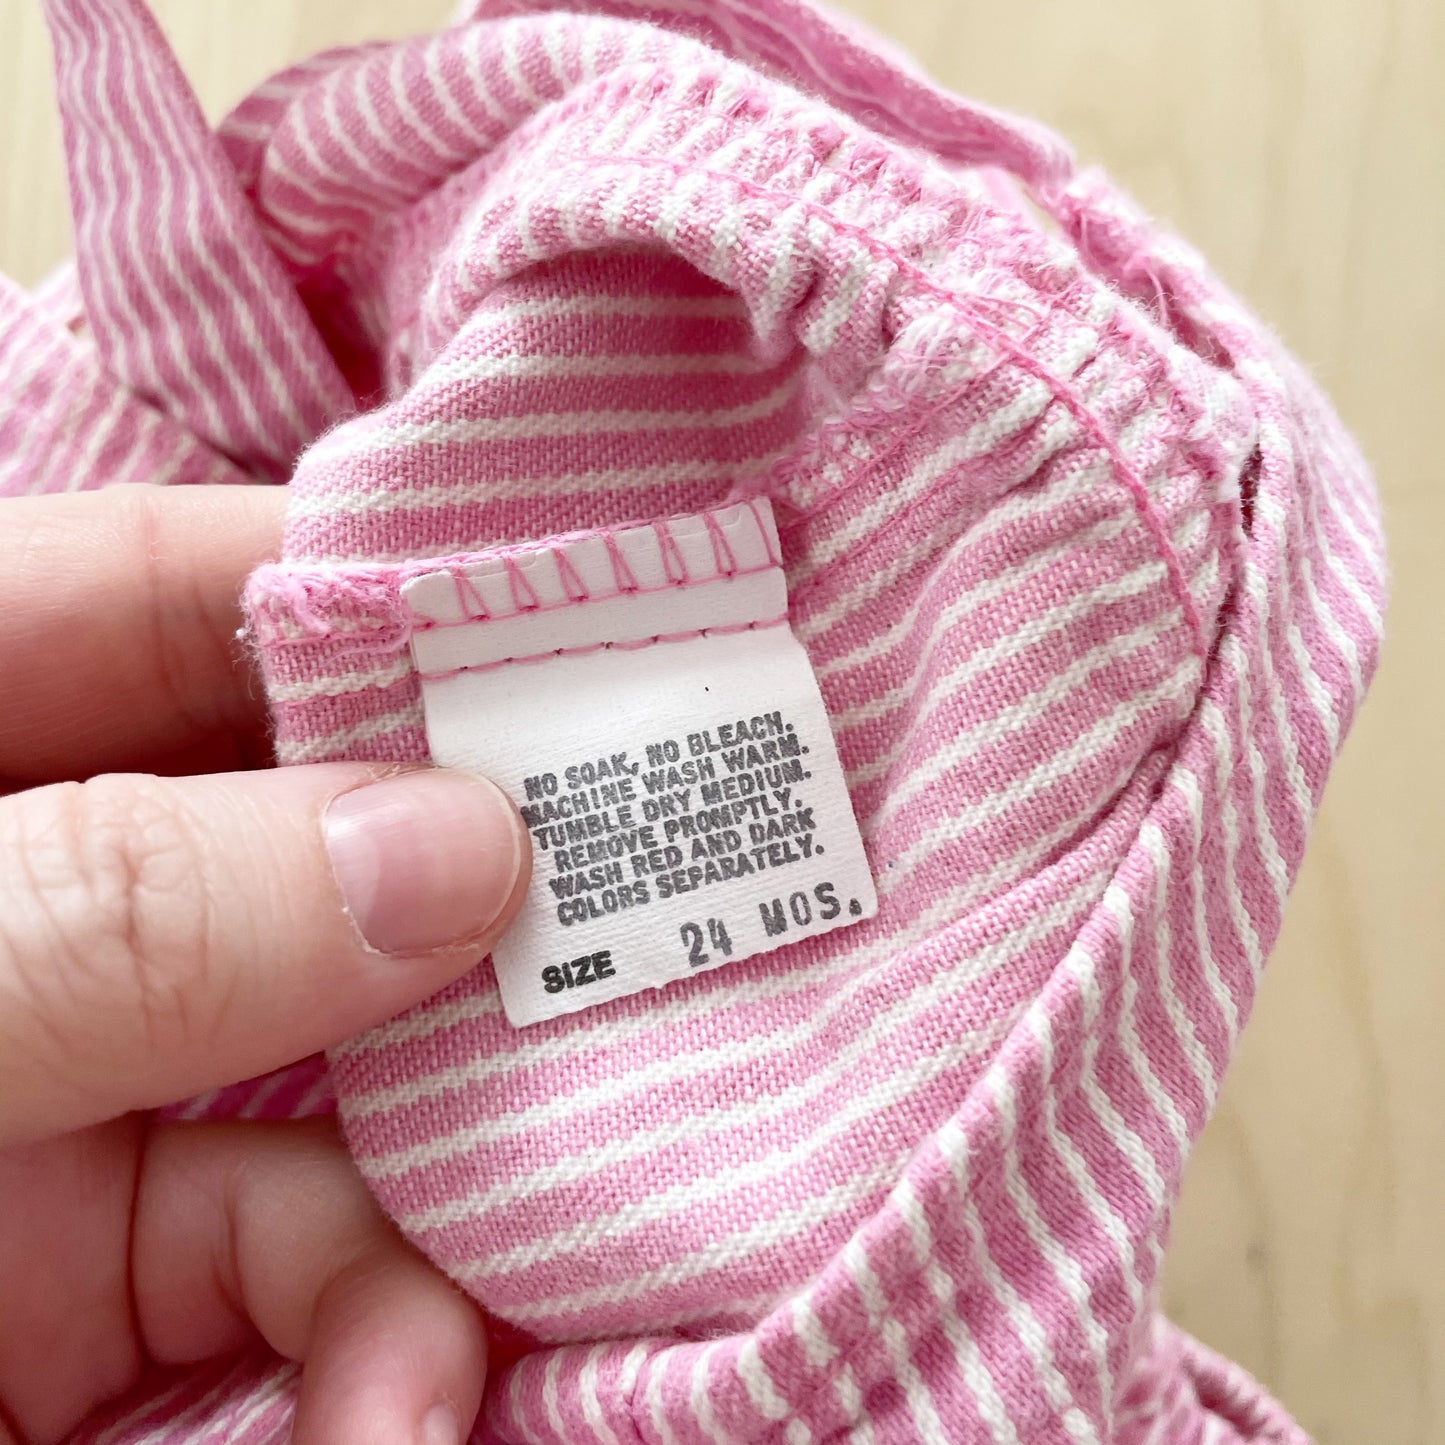 NO SOAK, NO BLEACH.
MACHINE WASH WARM.
TUMBLE DRY MEDIUM.
REMOVE PROMPTLY.
WASH RED AND DARK
COLORS SEPARATELY.
SIZE 24 MOS.